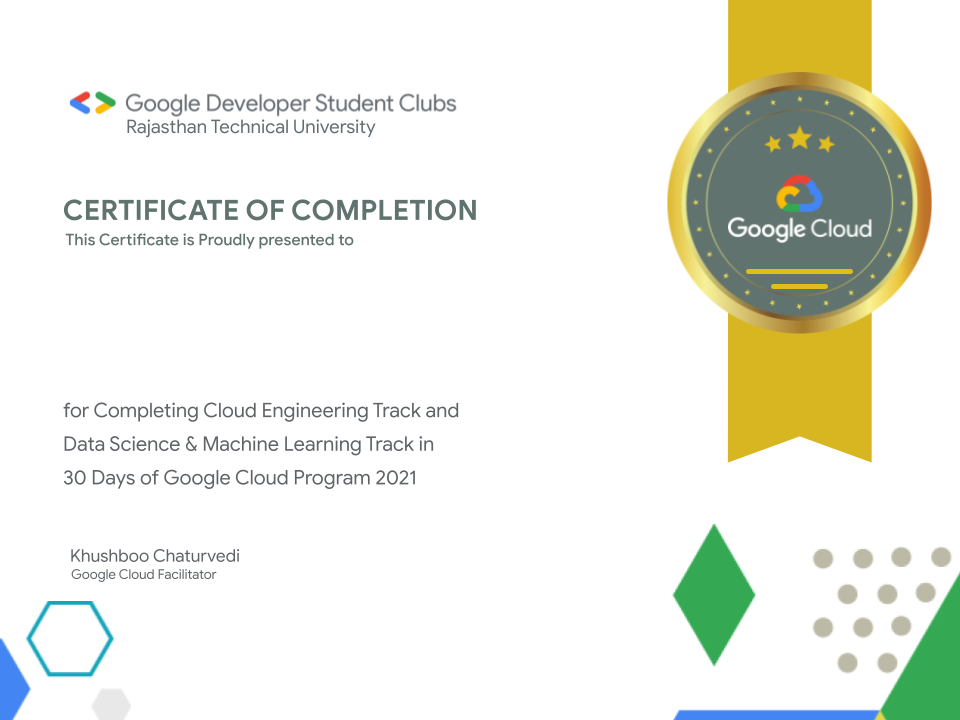 Google Developer Student Clubs
Rajasthan Technical University
CERTIFICATE OF COMPLETION
This Certificate is Proudly presented to
Google Cloud
for Completing Cloud Engineering Track and
Data Science & Machine Learning Track in
30 Days of Google Cloud Program 2021
Khushboo Chaturvedi
Google Cloud Facilitator